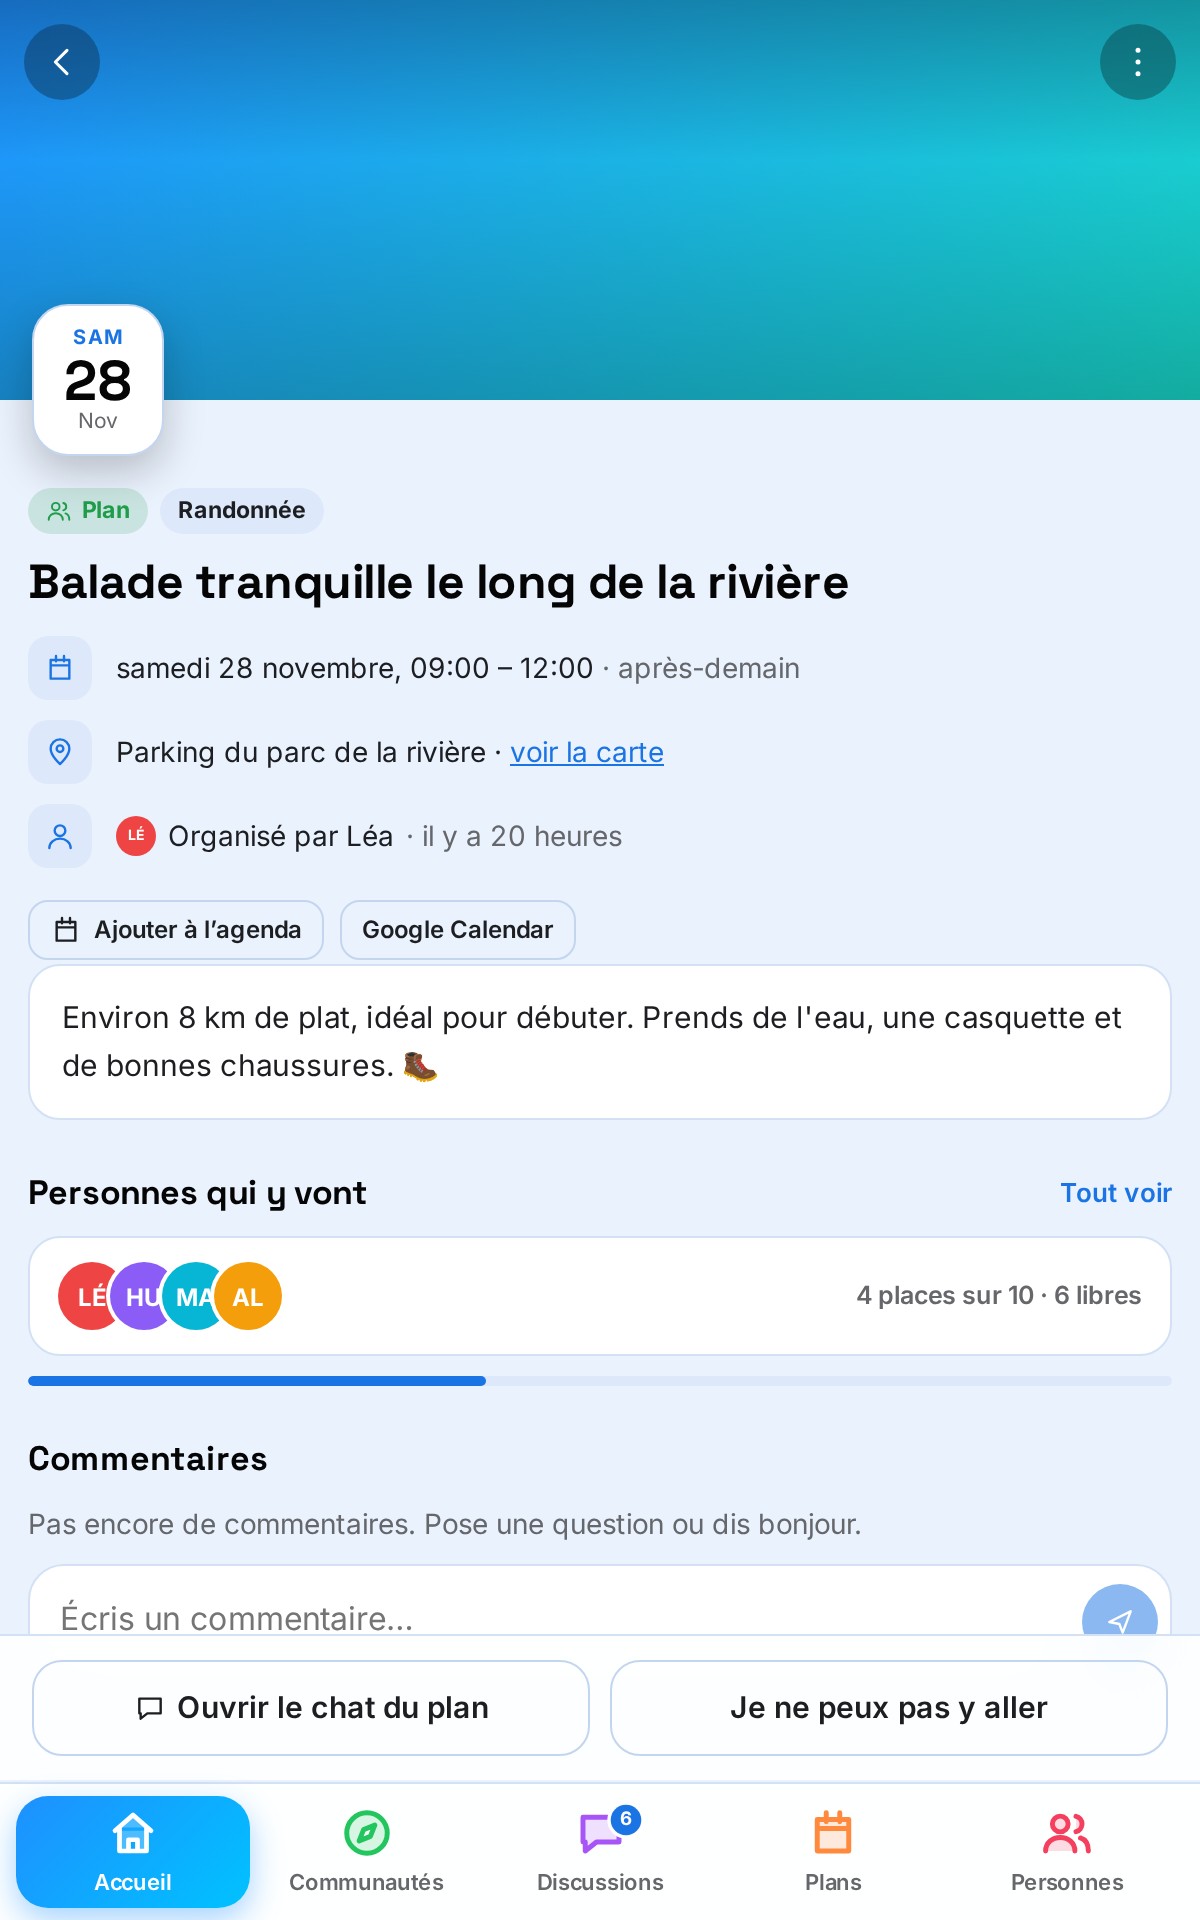 SAM
28
Nov
Plan
Randonnée
Balade tranquille le long de la rivière
samedi 28 novembre, 09:00 – 12:00 · après-demain
Parking du parc de la rivière · voir la carte
LÉ Organisé par Léa · il y a 20 heures
Ajouter à l’agenda
Google Calendar
Environ 8 km de plat, idéal pour débuter. Prends de l'eau, une casquette et
de bonnes chaussures. 🥾
Personnes qui y vont
Tout voir
LÉ HU MA AL
4 places sur 10 · 6 libres
Commentaires
Pas encore de commentaires. Pose une question ou dis bonjour.
Écris un commentaire...
Ouvrir le chat du plan
Je ne peux pas y aller
6
Accueil
Communautés
Discussions
Plans
Personnes